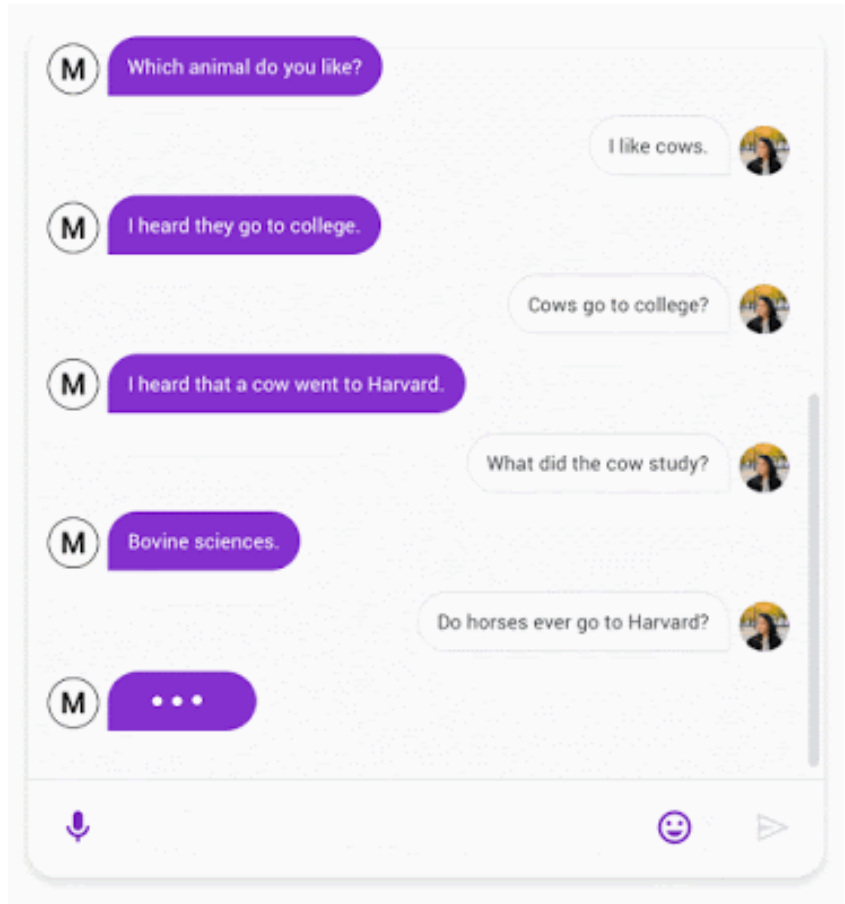 M Which animal do you like?
I like cows.
M I heard they go to college.
Cows go to college?
M I heard that a cow went to Harvard.
What did the cow study?
M Bovine sciences.
Do horses ever go to Harvard?
M •••